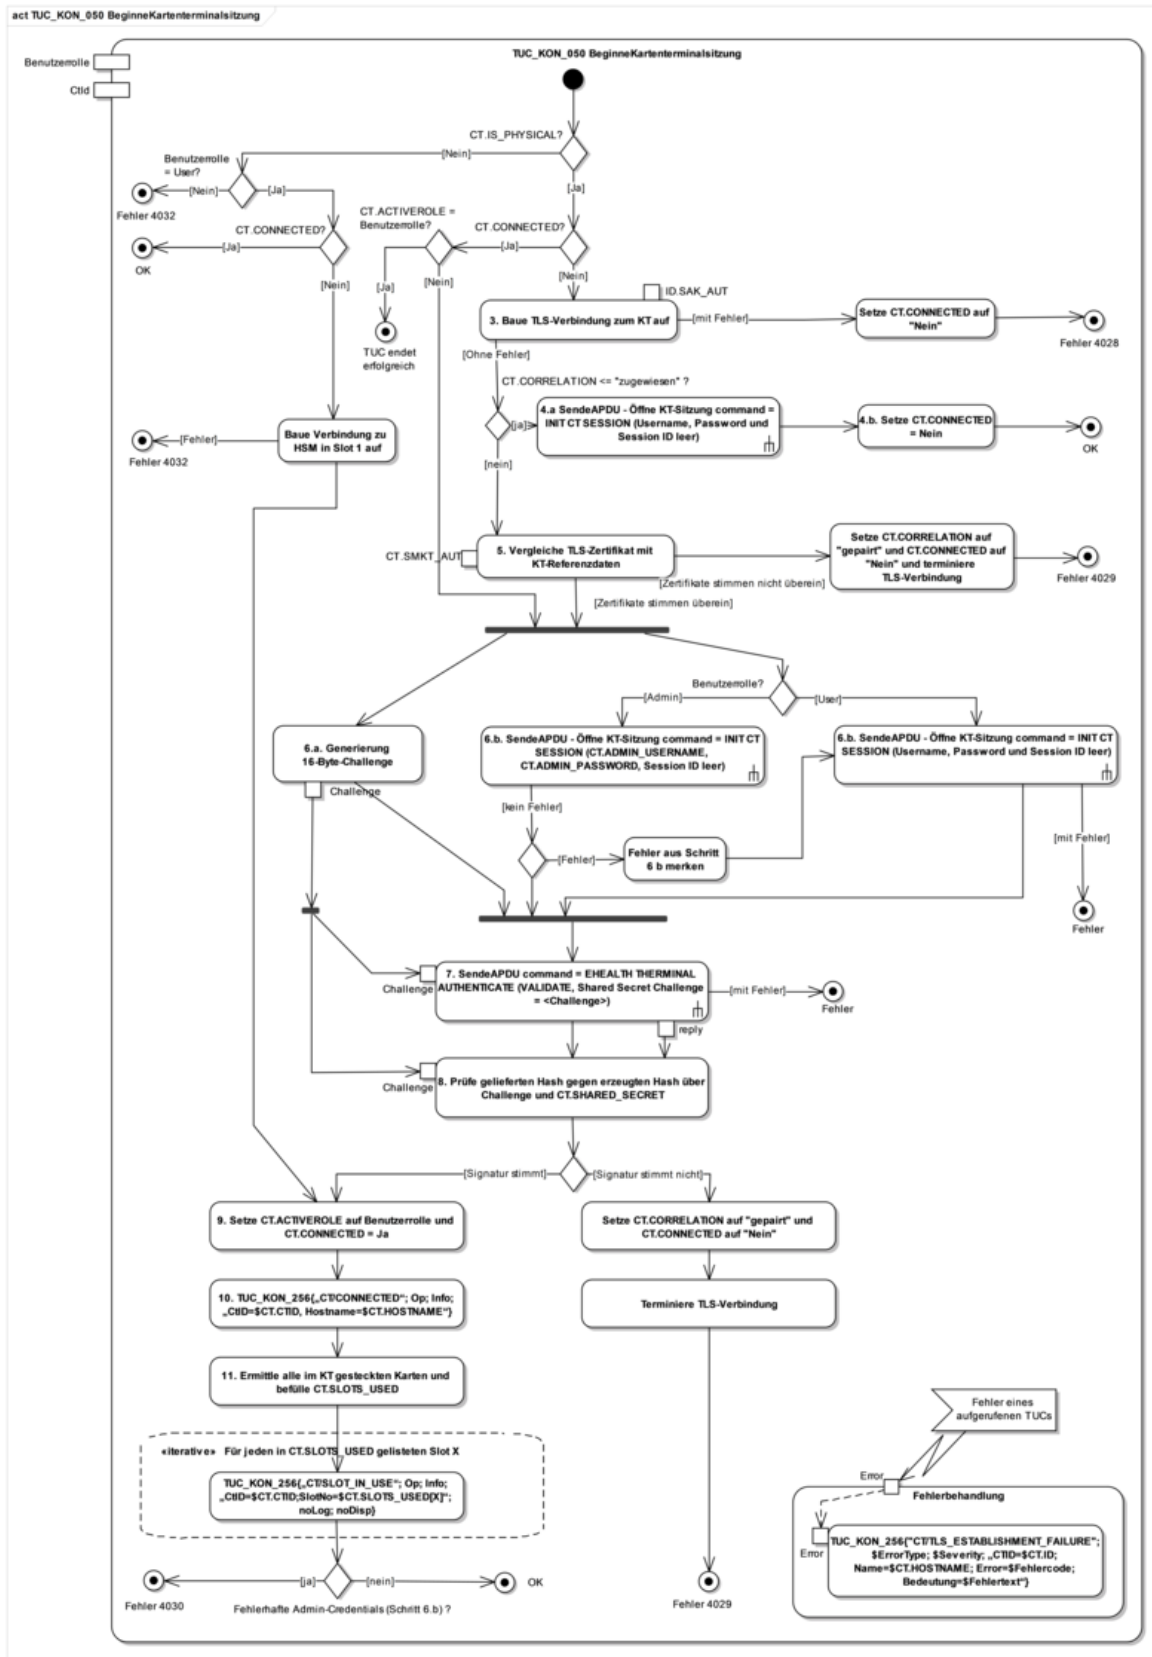 act TUC_KON_050 BeginneKartenterminalsitzung
Benutzerrolle
CtId
TUC_KON_050 BeginneKartenterminalsitzung
CT.IS_PHYSICAL?
[Nein]
[Ja]
Benutzerrolle
= User?
[Nein]
[Ja]
Fehler 4032
CT.CONNECTED?
[Ja]
OK
[Nein]
CT.ACTIVEROLE =
Benutzerrolle?
CT.CONNECTED?
[Ja]
[Nein]
[Ja]
[Nein]
TUC endet
erfolgreich
ID.SAK_AUT
3. Baue TLS-Verbindung zum KT auf
[mit Fehler]
Setze CT.CONNECTED auf
"Nein"
Fehler 4028
[Ohne Fehler]
CT.CORRELATION <= "zugewiesen" ?
[ja]
4.a SendeAPDU - Öffne KT-Sitzung command =
INIT CT SESSION (Username, Password und
Session ID leer)
4.b. Setze CT.CONNECTED
= Nein
OK
[nein]
Baue Verbindung zu
HSM in Slot 1 auf
[Fehler]
Fehler 4032
CT.SMKT_AUT
5. Vergleiche TLS-Zertifikat mit
KT-Referenzdaten
[Zertifikate stimmen nicht überein]
Setze CT.CORRELATION auf
"gepairt" und CT.CONNECTED auf
"Nein" und terminiere
TLS-Verbindung
Fehler 4029
[Zertifikate stimmen überein]
Benutzerrolle?
[Admin]
[User]
6.a. Generierung
16-Byte-Challenge
Challenge
6.b. SendeAPDU - Öffne KT-Sitzung command = INIT CT
SESSION (CT.ADMIN_USERNAME,
CT.ADMIN_PASSWORD, Session ID leer)
6.b. SendeAPDU - Öffne KT-Sitzung command = INIT CT
SESSION (Username, Password und Session ID leer)
[kein Fehler]
[Fehler]
Fehler aus Schritt
6 b merken
[mit Fehler]
Fehler
Challenge
7. SendeAPDU command = EHEALTH THERMINAL
AUTHENTICATE (VALIDATE, Shared Secret Challenge
= <Challenge>)
[mit Fehler]
Fehler
reply
Challenge
8. Prüfe gelieferten Hash gegen erzeugten Hash über
Challenge und CT.SHARED_SECRET
[Signatur stimmt]
[Signatur stimmt nicht]
9. Setze CT.ACTIVEROLE auf Benutzerrolle und
CT.CONNECTED = Ja
Setze CT.CORRELATION auf "gepairt" und
CT.CONNECTED auf "Nein"
10. TUC_KON_256{„CT/CONNECTED“; Op; Info;
„CtID=$CT.CTID, Hostname=$CT.HOSTNAME“}
Terminiere TLS-Verbindung
11. Ermittle alle im KT gesteckten Karten und
befülle CT.SLOTS_USED
«iterative» Für jeden in CT.SLOTS_USED gelisteten Slot X
TUC_KON_256{„CT/SLOT_IN_USE“; Op; Info;
„CtID=$CT.CTID;SlotNo=$CT.SLOTS_USED[X]“;
noLog; noDisp}
[ja]
[nein]
OK
Fehler 4030
Fehlerhafte Admin-Credentials (Schritt 6.b) ?
Fehler 4029
Fehler eines
aufgerufenen TUCs
Error
Fehlerbehandlung
Error
TUC_KON_256{"CT/TLS_ESTABLISHMENT_FAILURE";
$ErrorType; $Severity; „CTID=$CT.ID;
Name=$CT.HOSTNAME; Error=$Fehlercode;
Bedeutung=$Fehlertext“}